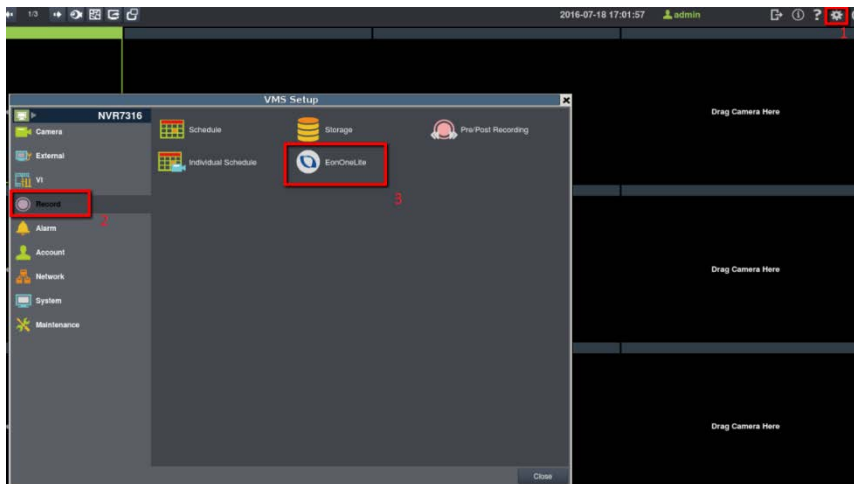 1/3
2016-07-18 17:01:57
admin
?
1
VMS Setup
NVR7316
Camera
External
VI
Record
2
Alarm
Account
Network
System
Maintenance
Schedule
Storage
Pre/Post Recording
Individual Schedule
EonOneLite
3
Close
Drag Camera Here
Drag Camera Here
Drag Camera Here